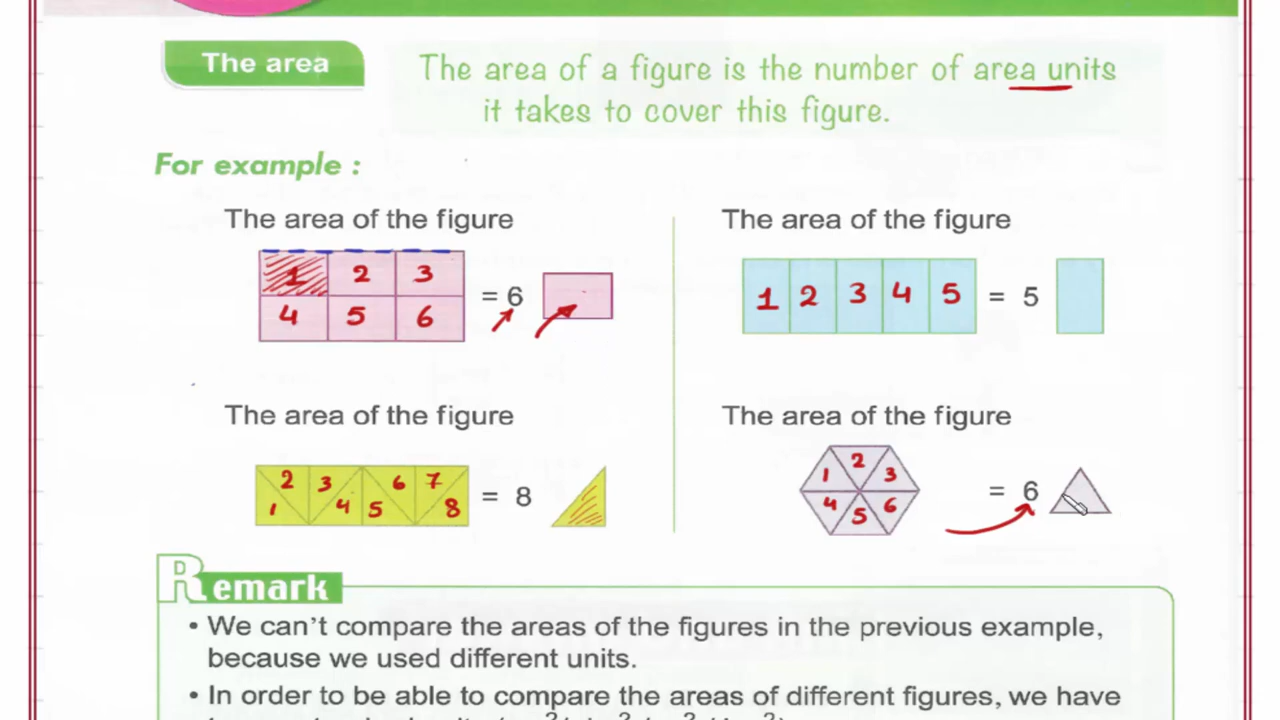 The area
The area of a figure is the number of area units
it takes to cover this figure.
For example :
The area of the figure
1 2 3
4 5 6
= 6
The area of the figure
1 2 3 4 5
= 5
The area of the figure
2 3 6 7
1 4 5 8
= 8
The area of the figure
1 2 3
4 5 6
= 6
Remark
• We can't compare the areas of the figures in the previous example,
because we used different units.
• In order to be able to compare the areas of different figures, we have